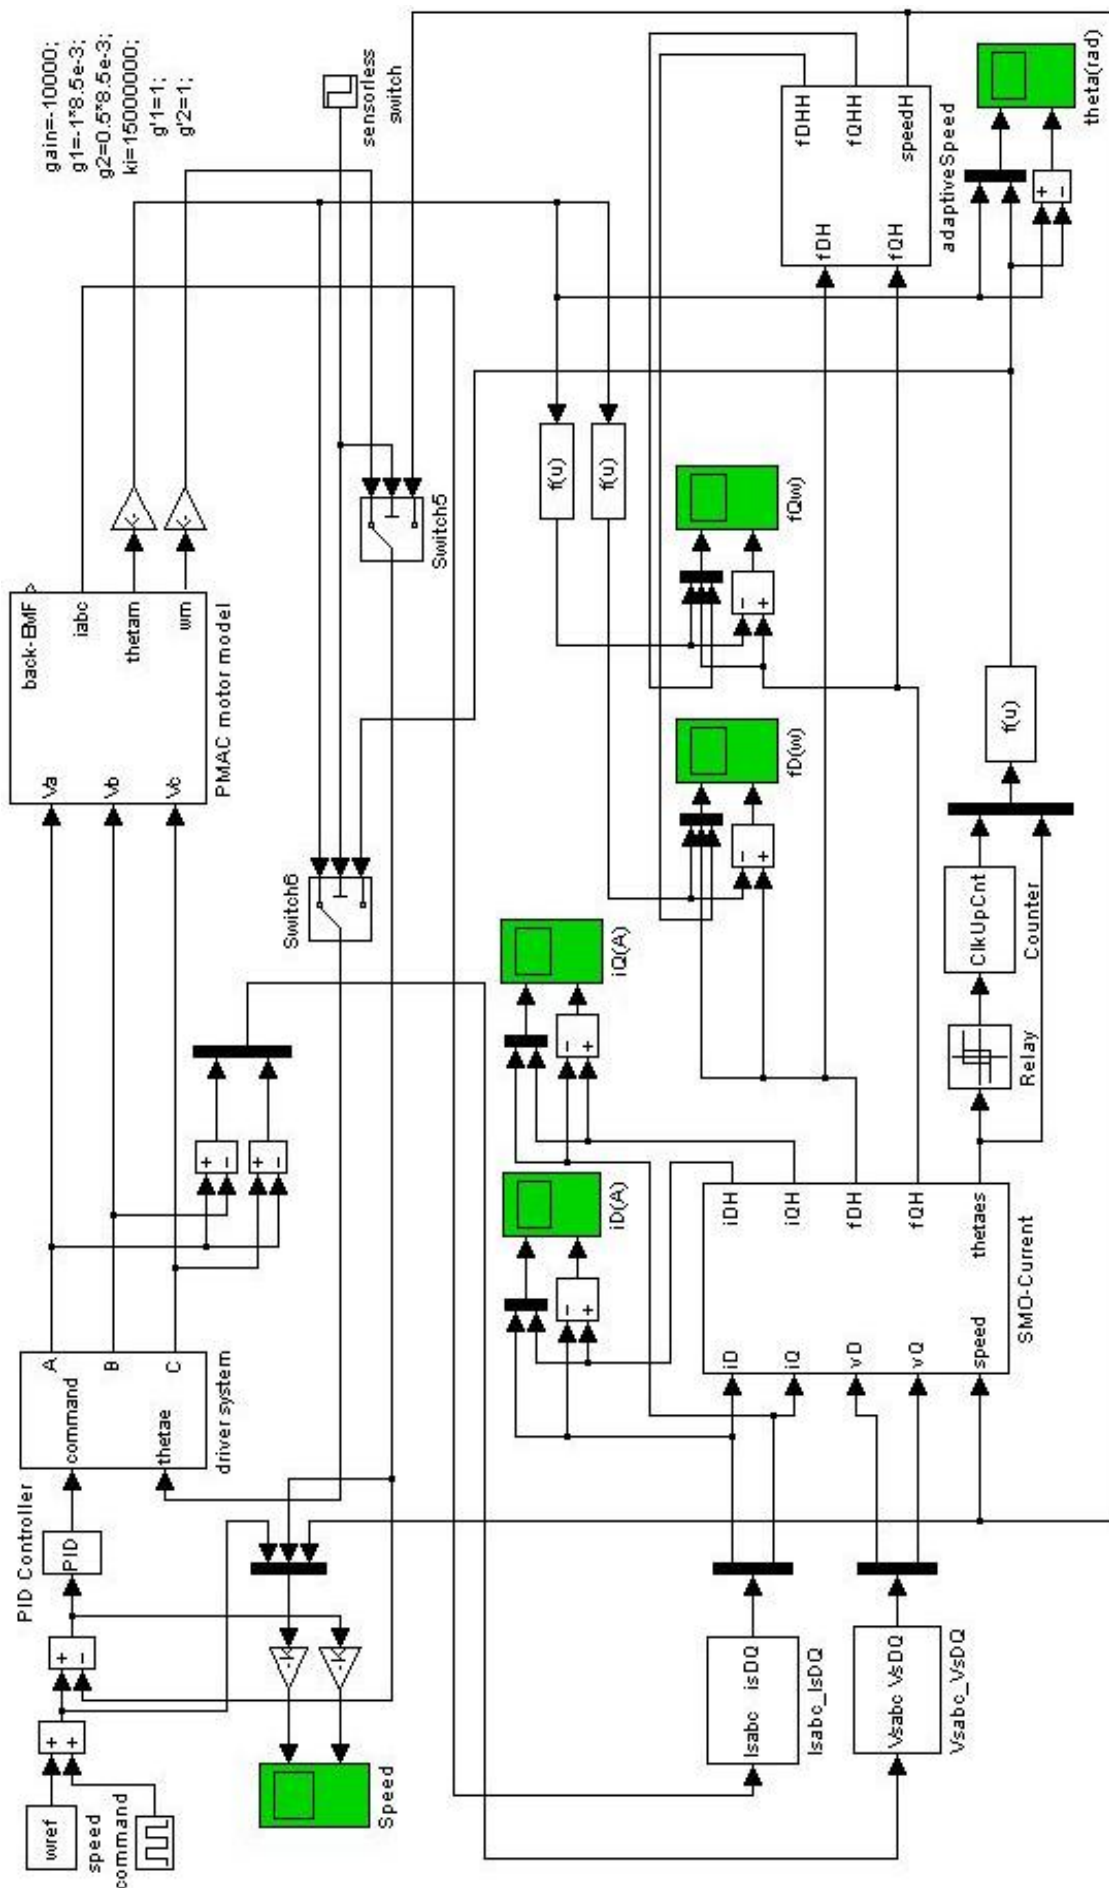 gain=-10000;
g1=-1*8.5e-3;
g2=0.5*8.5e-3;
ki=15000000;
g'1=1;
g'2=1;
wref
speed
command
PID Controller
PID
command
thetae
A
B
C
driver system
Va
Vb
Vc
back-EMF
iabc
thetam
wm
PMAC motor model
sensorless
switch
Switch6
Switch5
Speed
iD(A)
iQ(A)
f(u)
f(u)
fD(w)
fQ(w)
Isabc isDQ
Isabc_IsDQ
Vsabc VsDQ
Vsabc_VsDQ
iD
iQ
vD
vQ
speed
iDH
iQH
fDH
fQH
thetaes
SMO-Current
Relay
ClkUpCnt
Counter
f(u)
fDH
fQH
fDHH
fQHH
speedH
adaptiveSpeed
theta(rad)